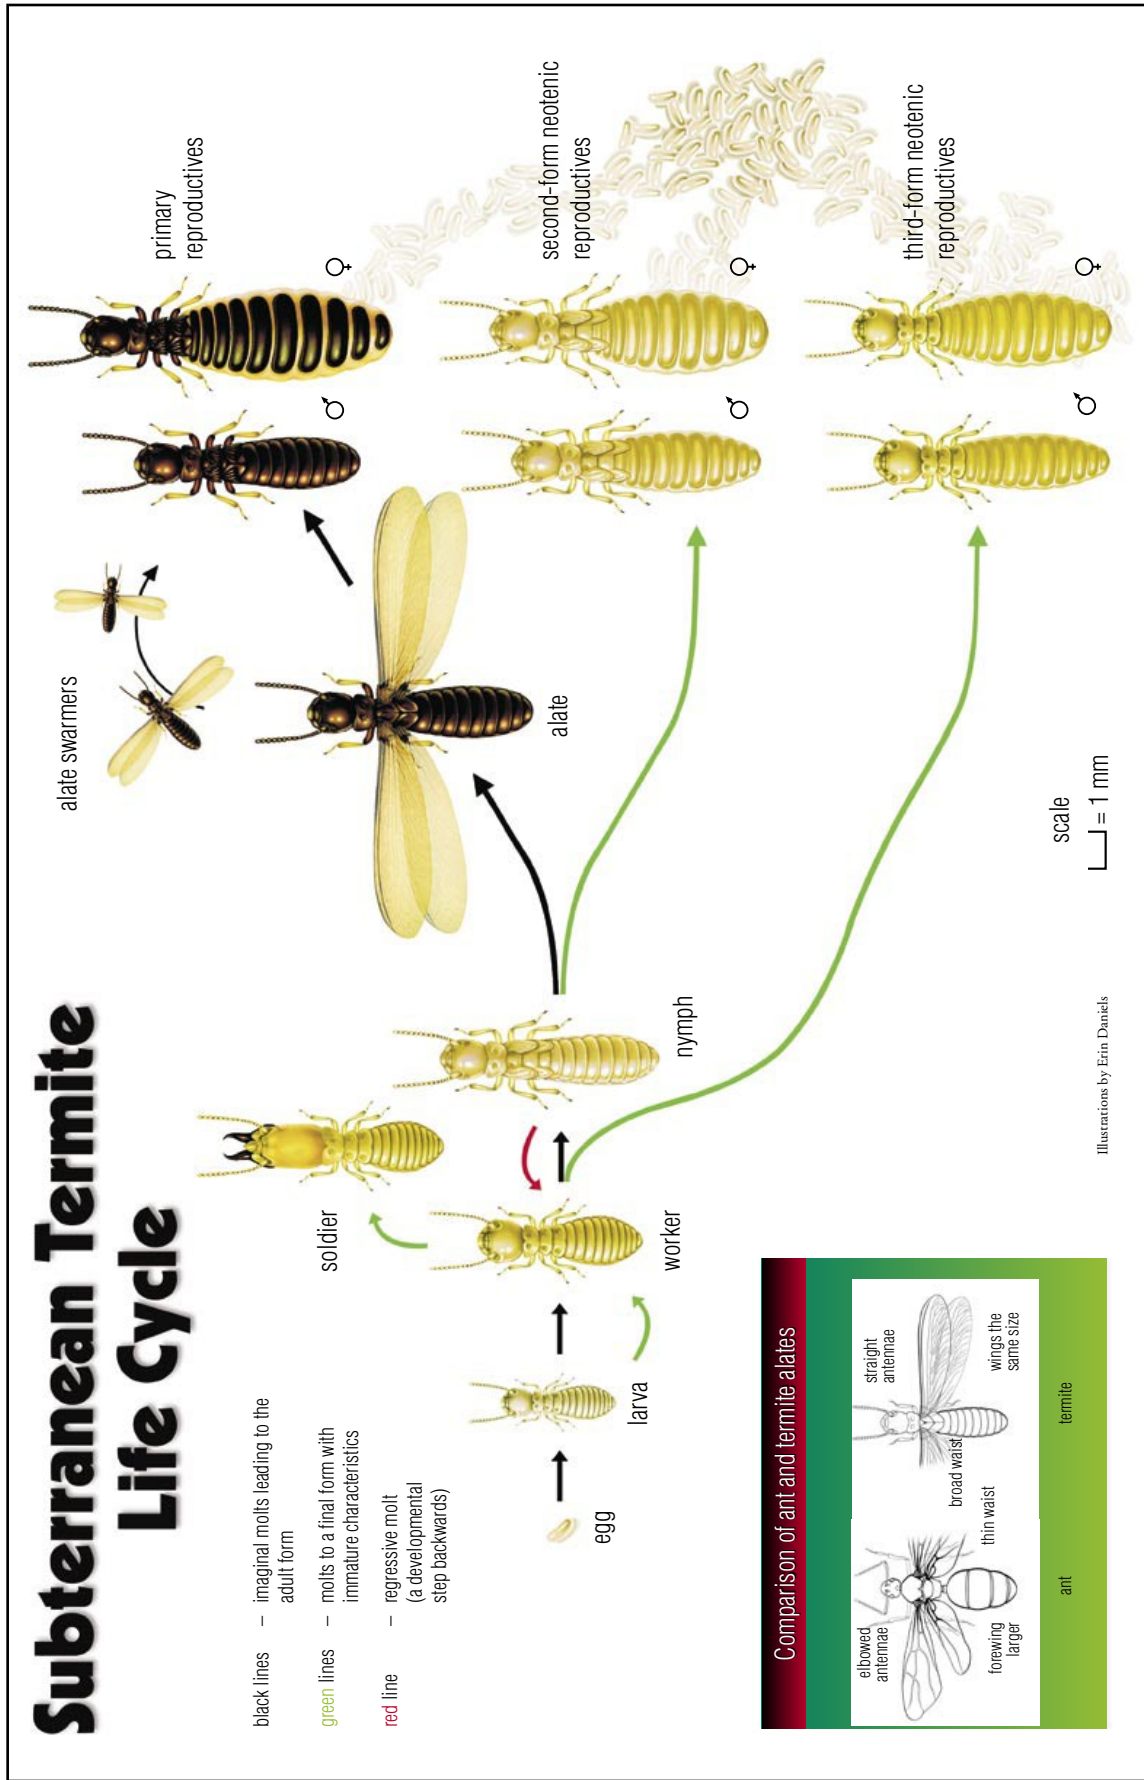 Subterranean Termite
Life Cycle
black lines – imaginal molts leading to the
adult form
green lines – molts to a final form with
immature characteristics
red line – regressive molt
(a developmental
step backwards)
egg
larva
worker
soldier
nymph
alate
alate swarmers
primary
reproductives
♂
♀
second-form neotenic
reproductives
♂
♀
third-form neotenic
reproductives
♂
♀
scale
= 1 mm
Illustrations by Erin Daniels
Comparison of ant and termite alates
elbowed
antennae
forewing
larger
thin waist
ant
straight
antennae
broad waist
wings the
same size
termite